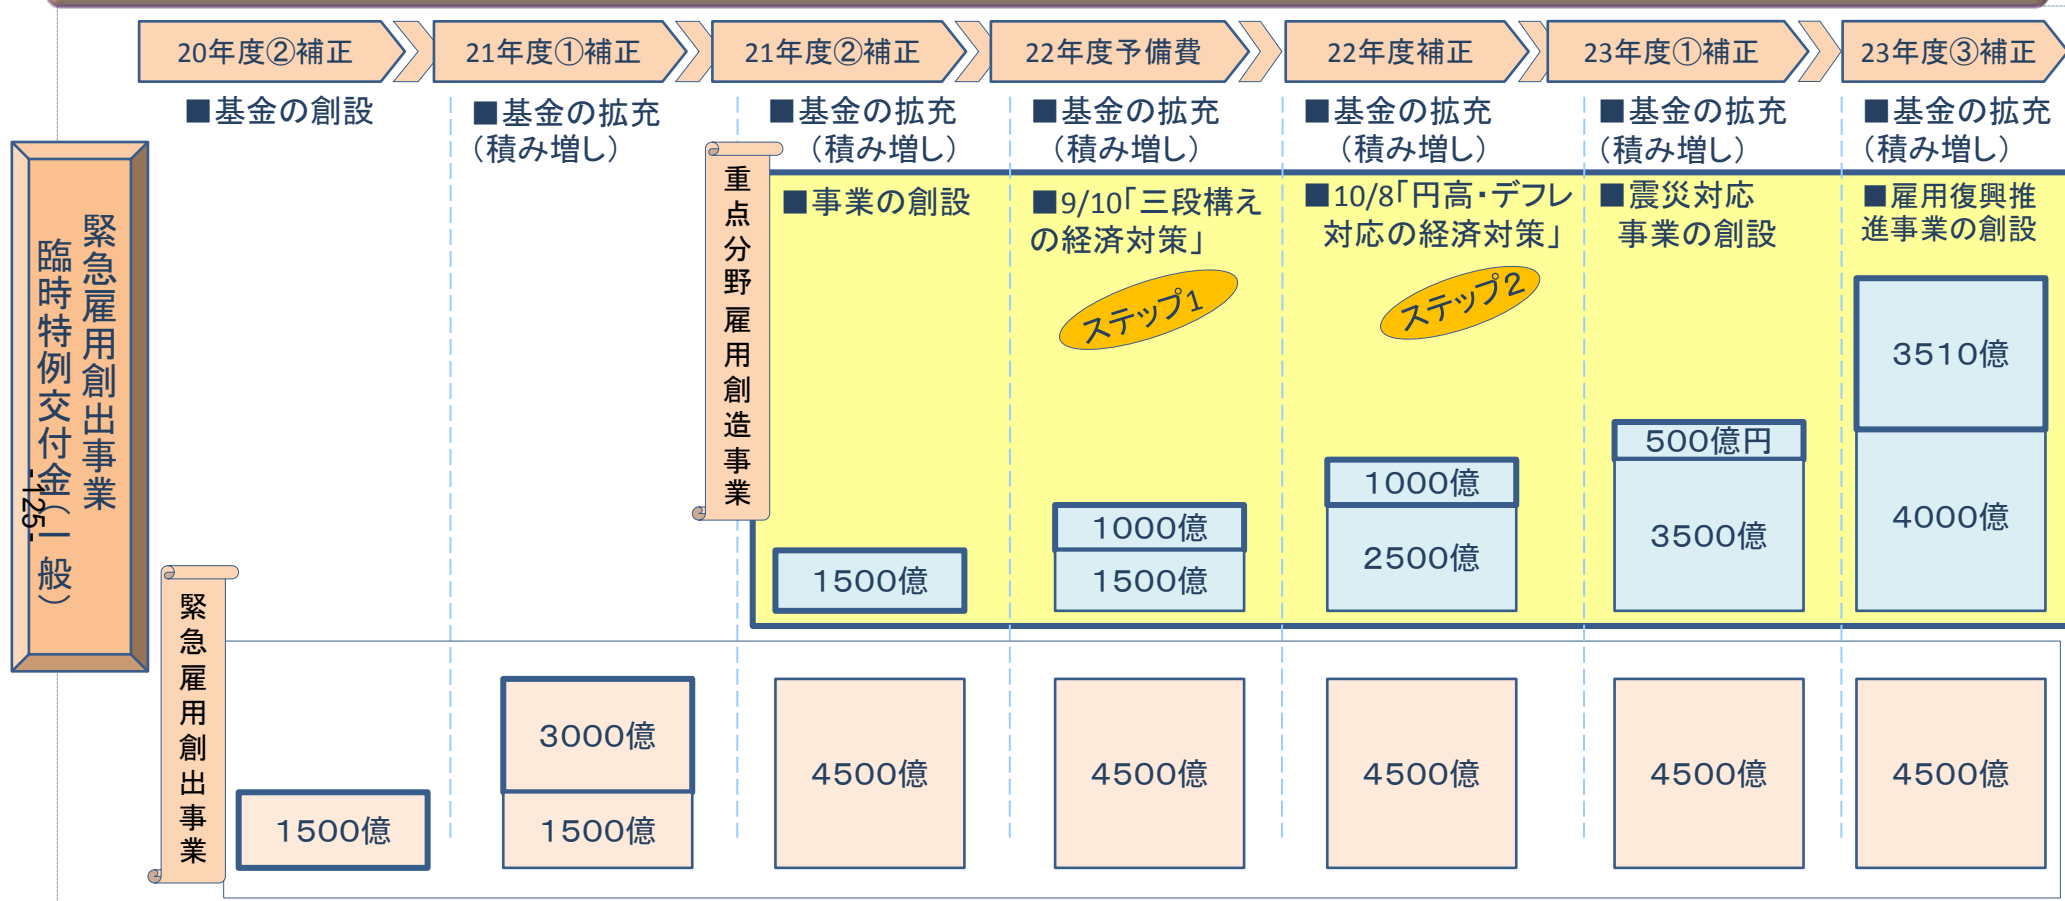 20年度②補正
21年度①補正
21年度②補正
22年度予備費
22年度補正
23年度①補正
23年度③補正
■基金の創設
■基金の拡充
（積み増し）
■基金の拡充
（積み増し）
■基金の拡充
（積み増し）
■基金の拡充
（積み増し）
■基金の拡充
（積み増し）
■基金の拡充
（積み増し）
緊急雇用創出事業
臨時特例交付金（一般）
-125-
重点分野雇用創造事業
■事業の創設
■9/10「三段構え
の経済対策」
■10/8「円高・デフレ
対応の経済対策」
■震災対応
事業の創設
■雇用復興推
進事業の創設
ステップ1
ステップ2
1500億
1000億
1500億
1000億
2500億
500億円
3500億
3510億
4000億
緊急雇用創出事業
1500億
3000億
1500億
4500億
4500億
4500億
4500億
4500億